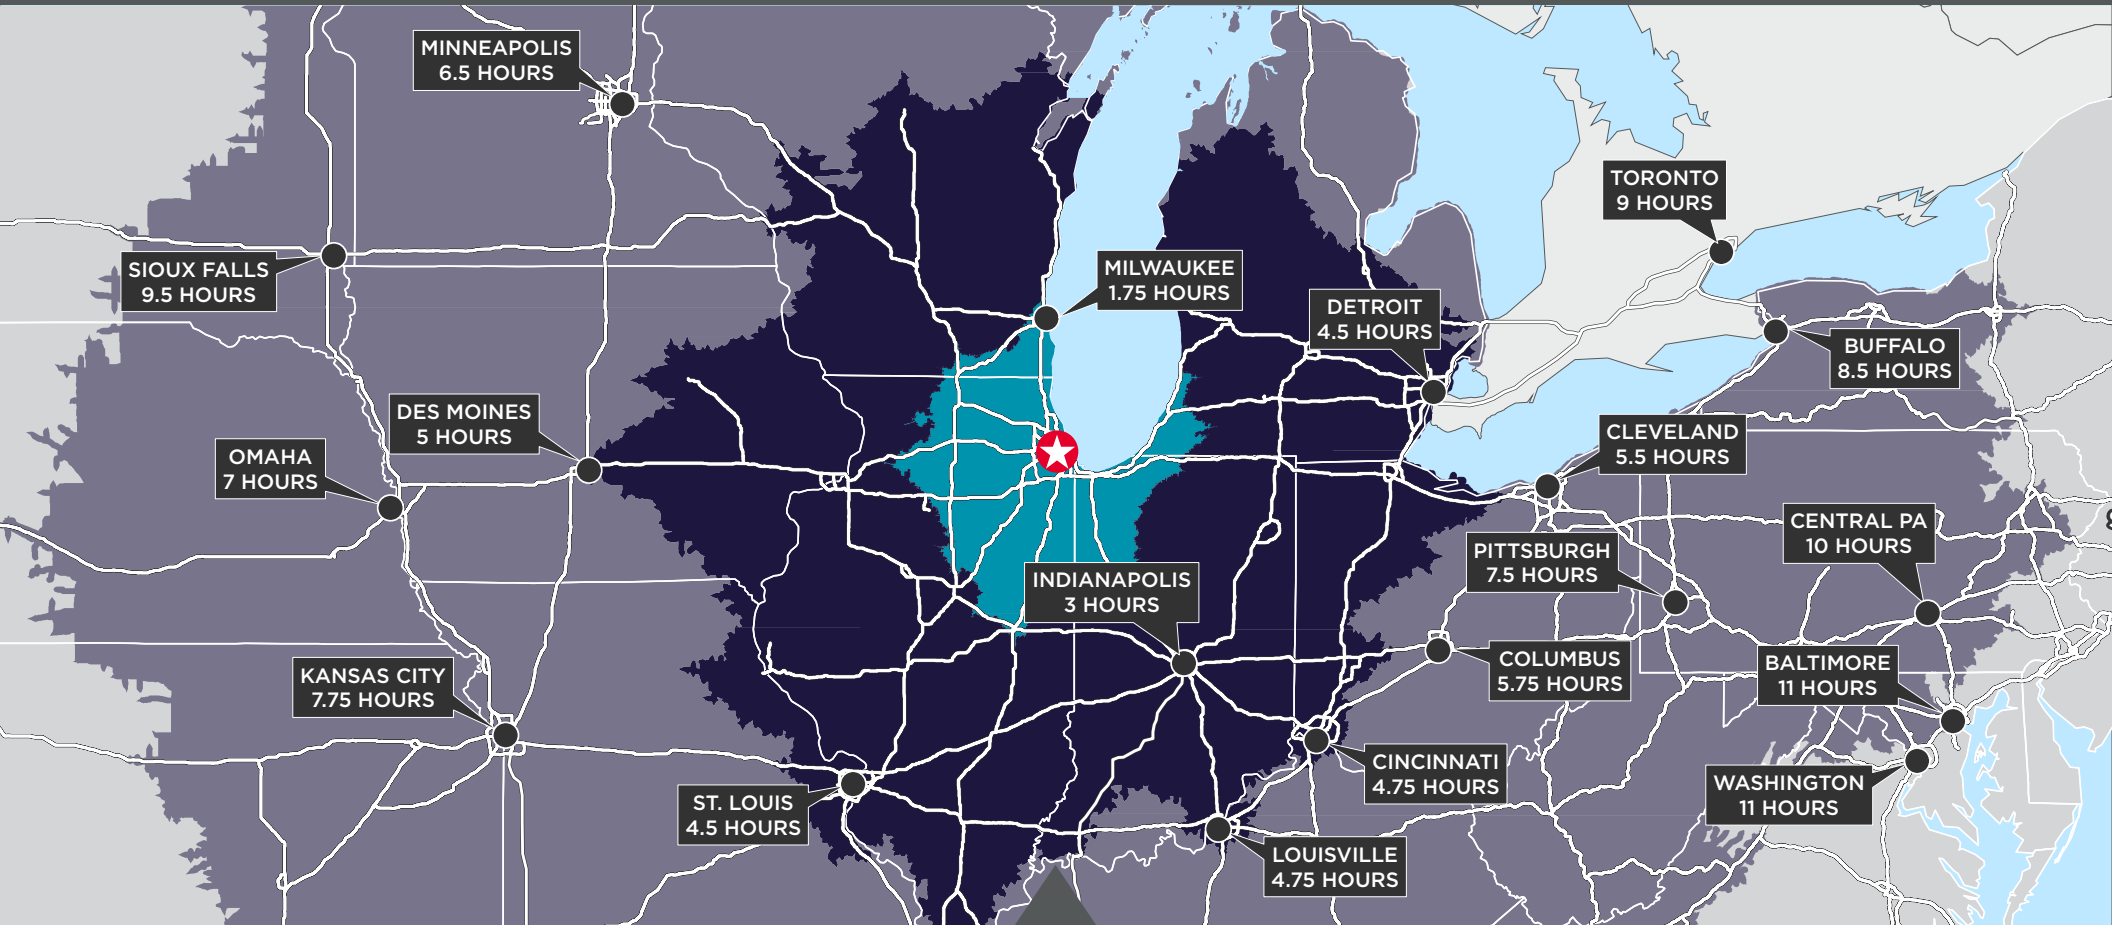 MINNEAPOLIS
6.5 HOURS
TORONTO
9 HOURS
SIOUX FALLS
9.5 HOURS
MILWAUKEE
1.75 HOURS
DETROIT
4.5 HOURS
BUFFALO
8.5 HOURS
DES MOINES
5 HOURS
CLEVELAND
5.5 HOURS
OMAHA
7 HOURS
CENTRAL PA
10 HOURS
PITTSBURGH
7.5 HOURS
INDIANAPOLIS
3 HOURS
COLUMBUS
5.75 HOURS
BALTIMORE
11 HOURS
KANSAS CITY
7.75 HOURS
CINCINNATI
4.75 HOURS
WASHINGTON
11 HOURS
ST. LOUIS
4.5 HOURS
LOUISVILLE
4.75 HOURS